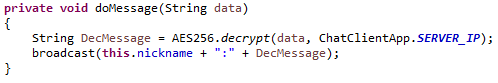 private void doMessage(String data)
{
    String DecMessage = AES256.decrypt(data, ChatClientApp.SERVER_IP);
    broadcast(this.nickname + ":" + DecMessage);
}